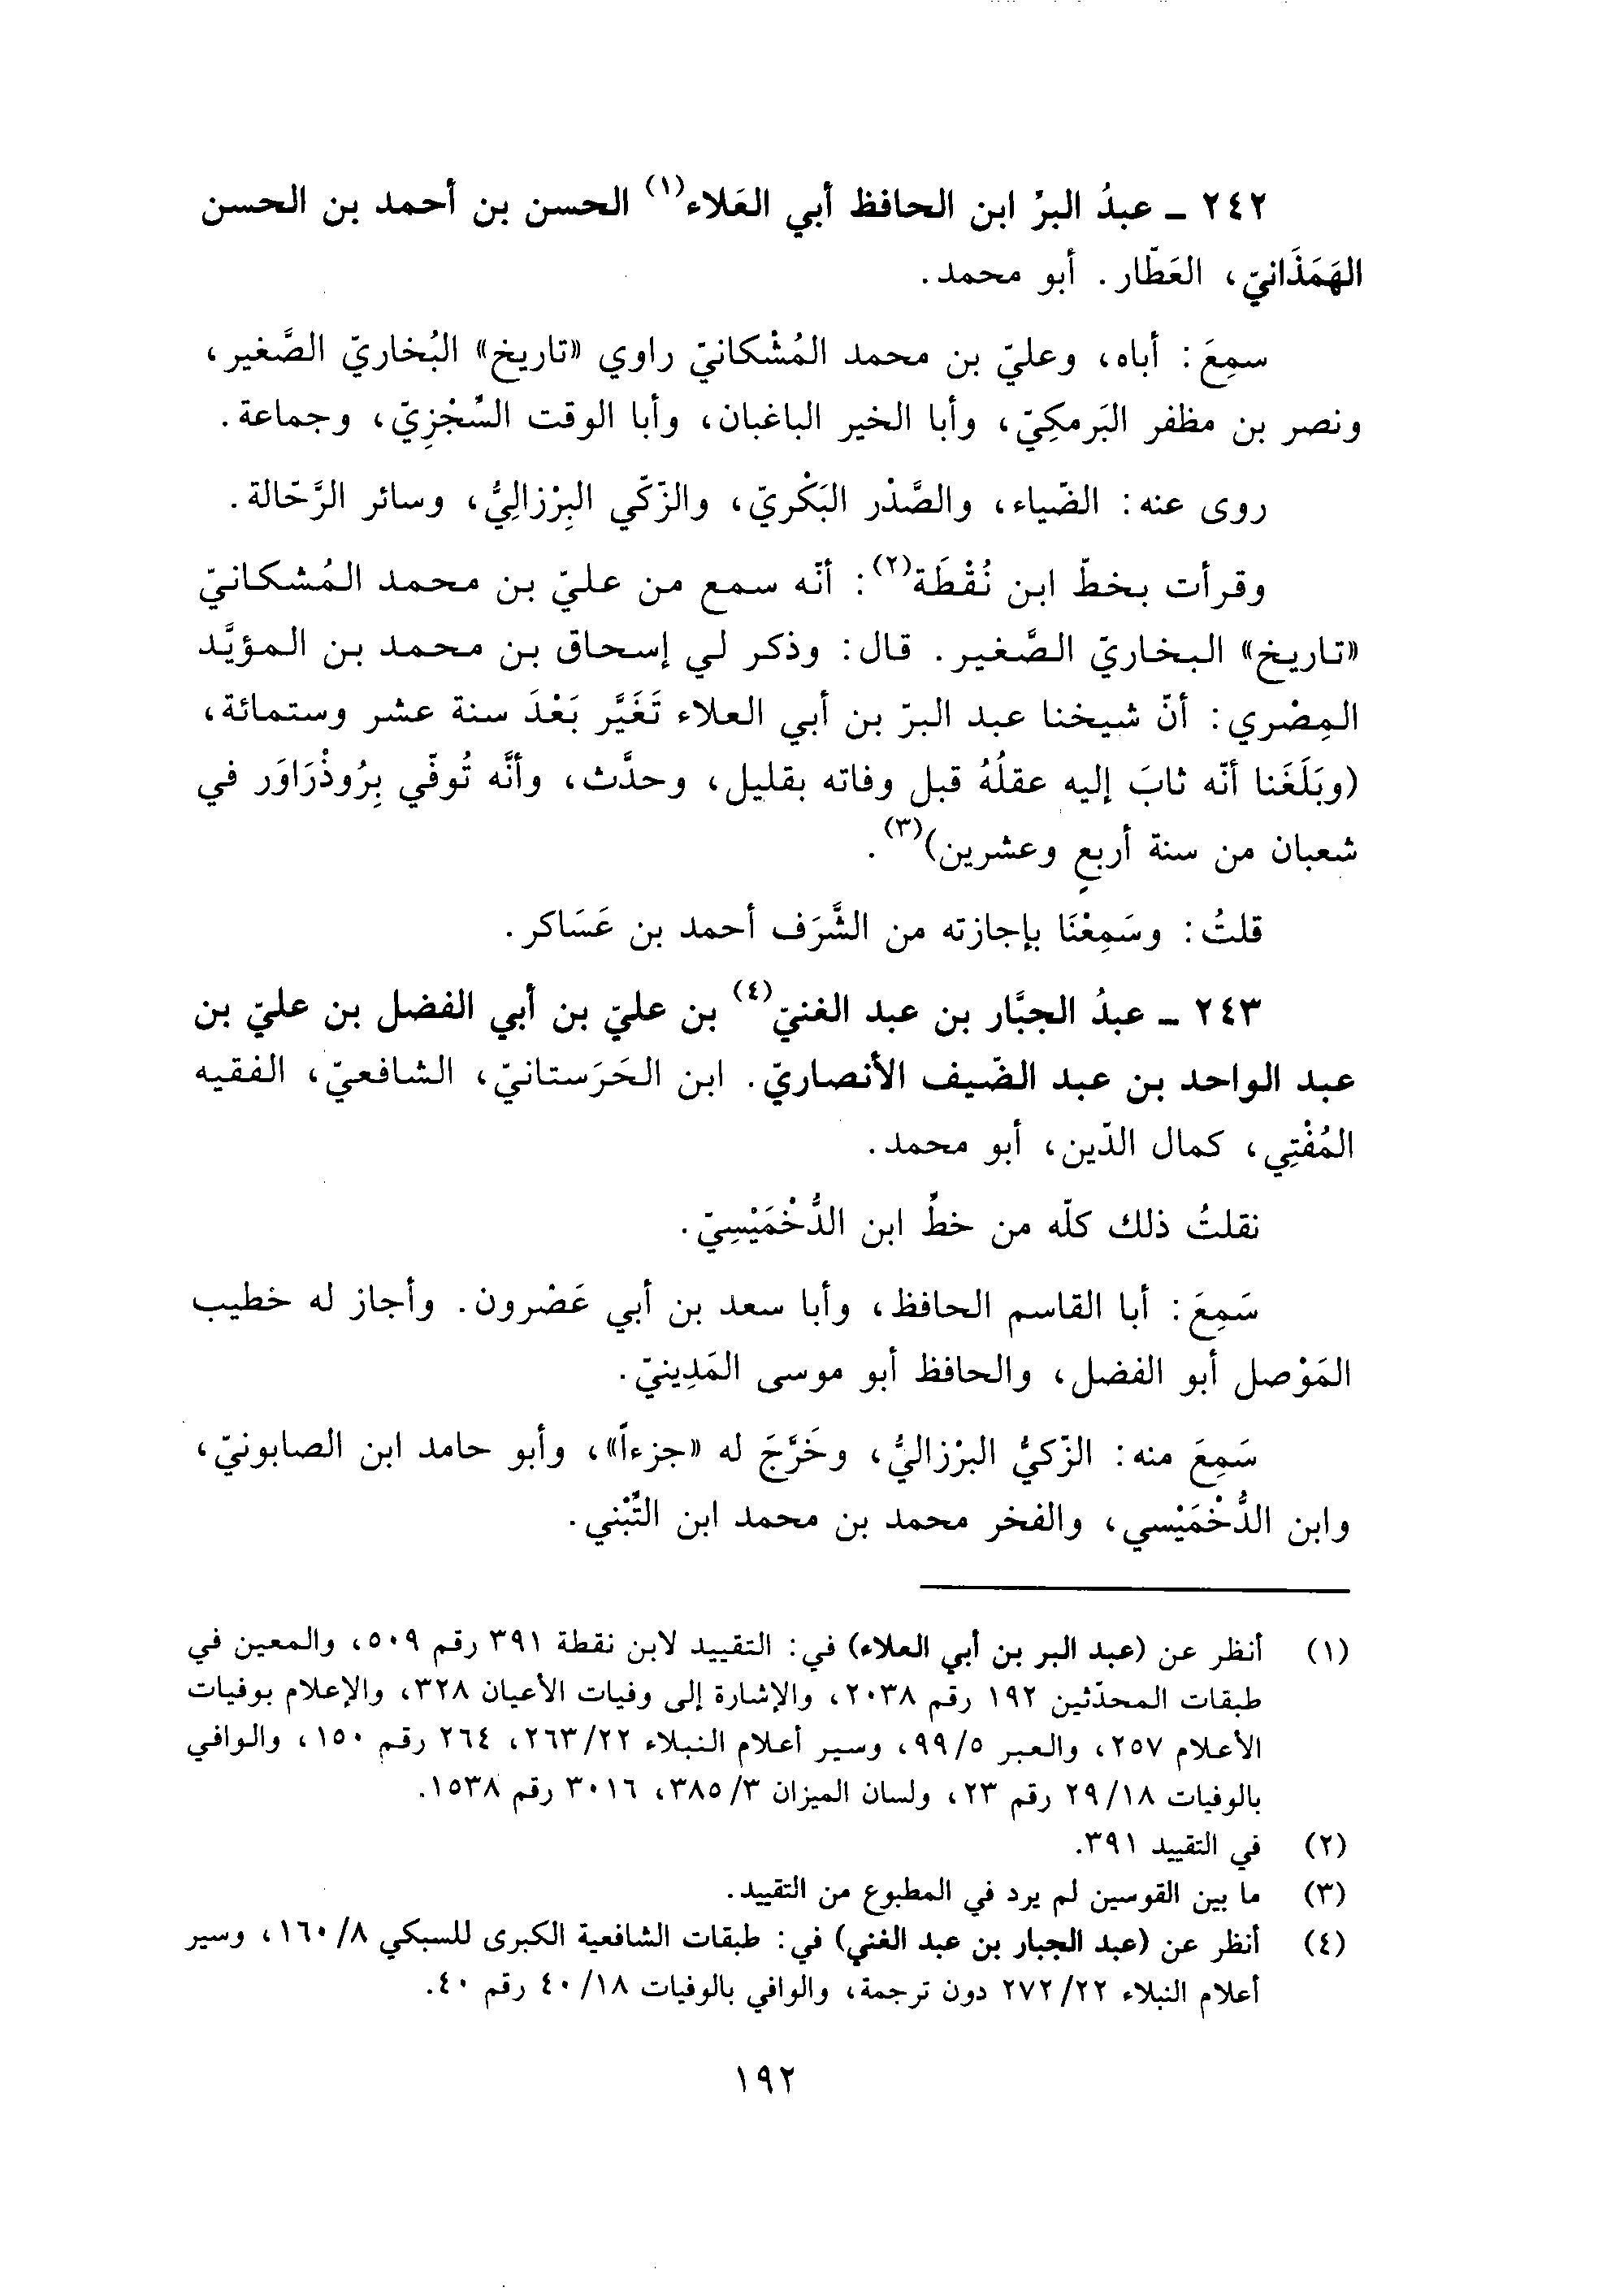 ٢٤٢ ـ عبدُ البرّ ابن الحافظ أبي العَلاء(١) الحسن بن أحمد بن الحسن
الهَمَذَانيّ، العَطّار. أبو محمد.
سمِعَ: أباه، وعليّ بن محمد المُشْكانيّ راوي «تاريخ» البُخاريّ الصَّغير،
ونصر بن مظفر البَرمكِيّ، وأبا الخير الباغبان، وأبا الوقت السِّجْزِيّ، وجماعة.
روى عنه: الضّياء، والصَّدْر البَكْريّ، والزّكّي البِرْزالِيُّ، وسائر الرَّحّالة.
وقرأت بخطّ ابن نُقْطَة(٢): أنّه سمع من عليّ بن محمد المُشكانيّ
«تاريخ» البخاريّ الصَّغير. قال: وذكر لي إسحاق بن محمد بن المؤيَّد
المِصْري: أنّ شيخنا عبد البرّ بن أبي العلاء تَغَيَّر بَعْدَ سنة عشر وستمائة،
(وبَلَغَنا أنّه ثابَ إليه عقلُهُ قبل وفاته بقليل، وحدَّث، وأنَّه تُوفّي بِرُوذْرَاوَر في
شعبان من سنة أربعٍ وعشرين)(٣).
قلتُ: وسَمِعْنَا بإجازته من الشَّرَف أحمد بن عَسَاكر.
٢٤٣ ـ عبدُ الجبَّار بن عبد الغنيّ(٤) بن عليّ بن أبي الفضل بن عليّ بن
عبد الواحد بن عبد الضّيف الأنصاريّ. ابن الحَرَستانيّ، الشافعيّ، الفقيه
المُفْتِي، كمال الدّين، أبو محمد.
نقلتُ ذلك كلّه من خطّ ابن الدُّخْمَيْسِيّ.
سَمِعَ: أبا القاسم الحافظ، وأبا سعد بن أبي عَصْرون. وأجاز له خطيب
المَوْصل أبو الفضل، والحافظ أبو موسى المَدِينيّ.
سَمِعَ منه: الزّكيُّ البرْزاليُّ، وخَرَّجَ له «جزءاً»، وأبو حامد ابن الصابونيّ،
وابن الدُّخْمَيْسي، والفخر محمد بن محمد ابن التِّبْني.
(١) أنظر عن (عبد البر بن أبي العلاء) في: التقييد لابن نقطة ٣٩١ رقم ٥٠٩، والمعين في
طبقات المحدّثين ١٩٢ رقم ٢٠٣٨، والإشارة إلى وفيات الأعيان ٣٢٨، والإعلام بوفيات
الأعلام ٢٥٧، والعبر ٩٩/٥، وسير أعلام النبلاء ٢٦٣/٢٢، ٢٦٤ رقم ١٥٠، والوافي
بالوفيات ٢٩/١٨ رقم ٢٣، ولسان الميزان ٣٨٥/٣، ٣٠١٦ رقم ١٥٣٨.
(٢) في التقييد ٣٩١.
(٣) ما بين القوسين لم يرد في المطبوع من التقييد.
(٤) أنظر عن (عبد الجبار بن عبد الغني) في: طبقات الشافعية الكبرى للسبكي ١٦٠/٨، وسير
أعلام النبلاء ٢٧٢/٢٢ دون ترجمة، والوافي بالوفيات ٤٠/١٨ رقم ٤٠.
١٩٢